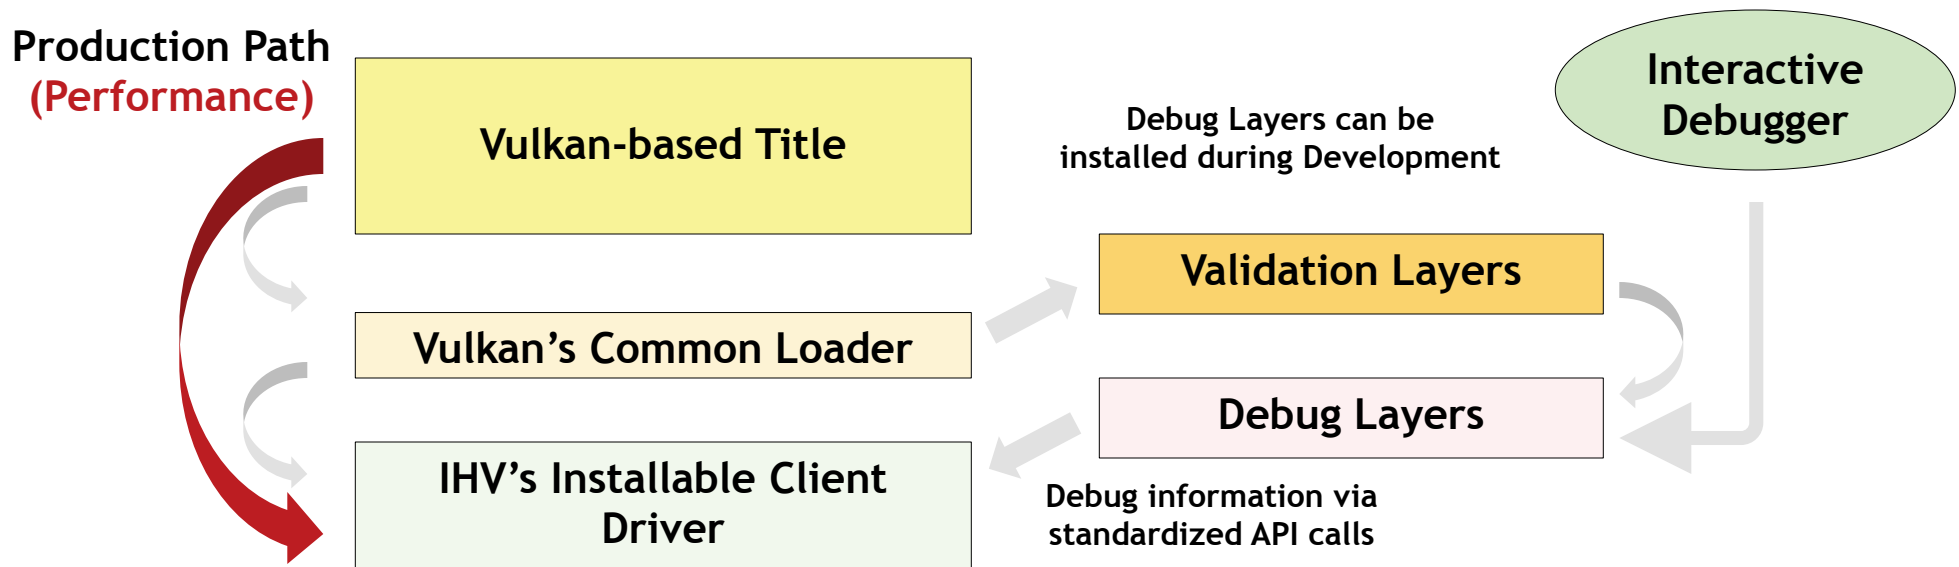 Production Path
(Performance)
Vulkan-based Title
Debug Layers can be
installed during Development
Interactive
Debugger
Validation Layers
Vulkan’s Common Loader
Debug Layers
IHV’s Installable Client
Driver
Debug information via
standardized API calls